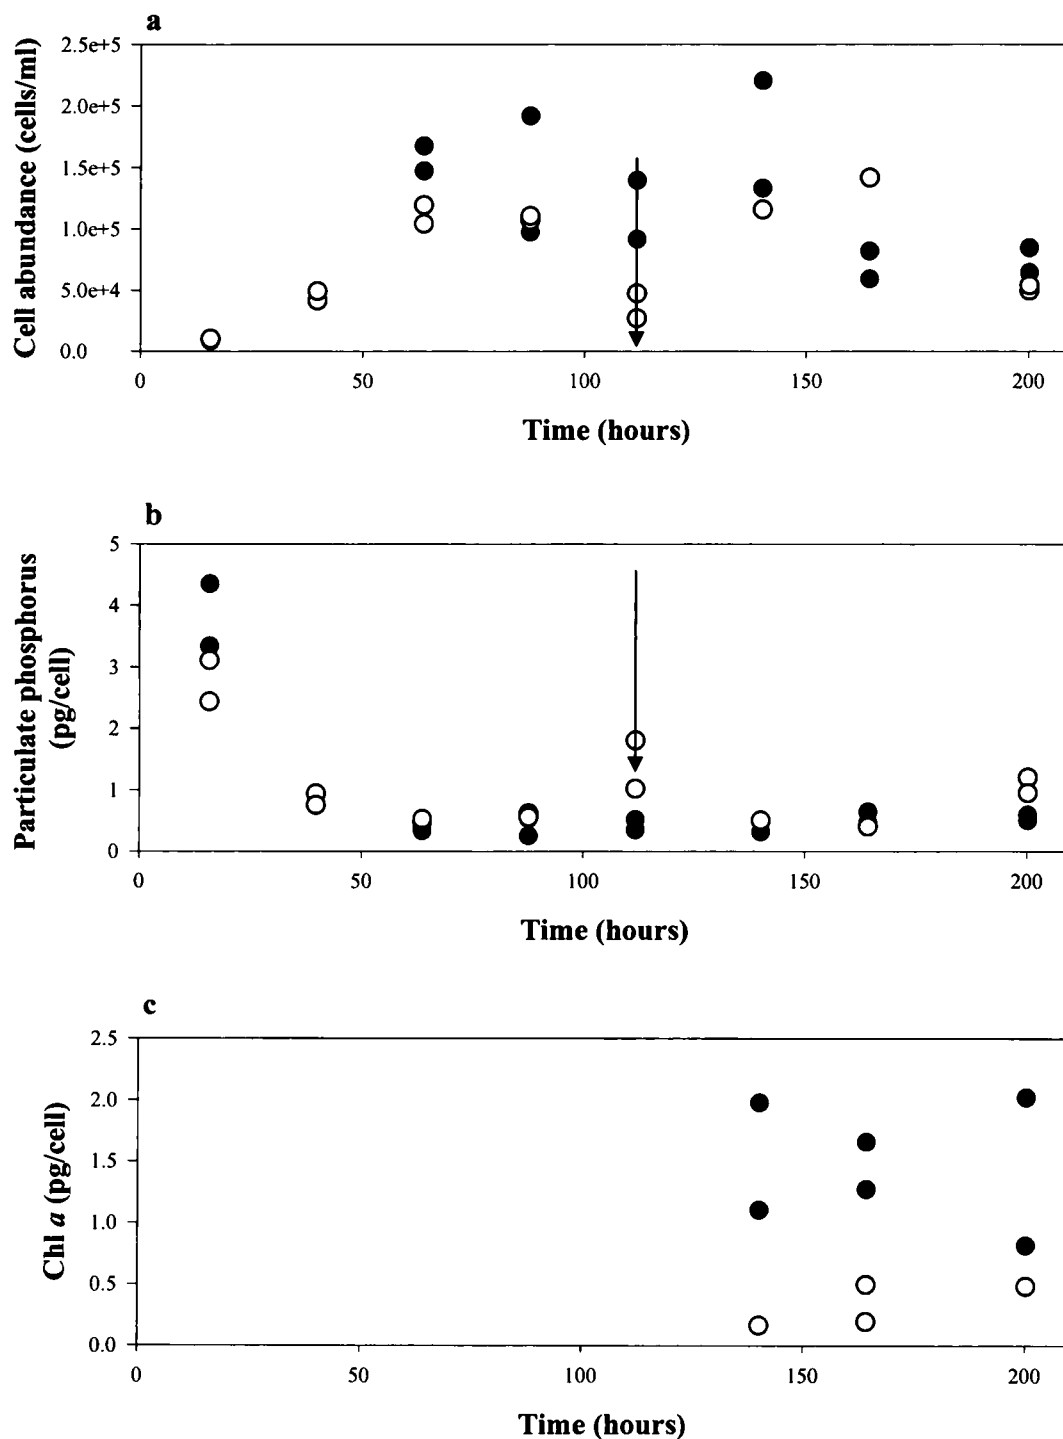 a
Cell abundance (cells/ml)
2.5e+5
2.0e+5
1.5e+5
1.0e+5
5.0e+4
0.0
0 50 100 150 200
Time (hours)
b
Particulate phosphorus
(pg/cell)
5
4
3
2
1
0
0 50 100 150 200
Time (hours)
c
Chl a (pg/cell)
2.5
2.0
1.5
1.0
0.5
0.0
0 50 100 150 200
Time (hours)